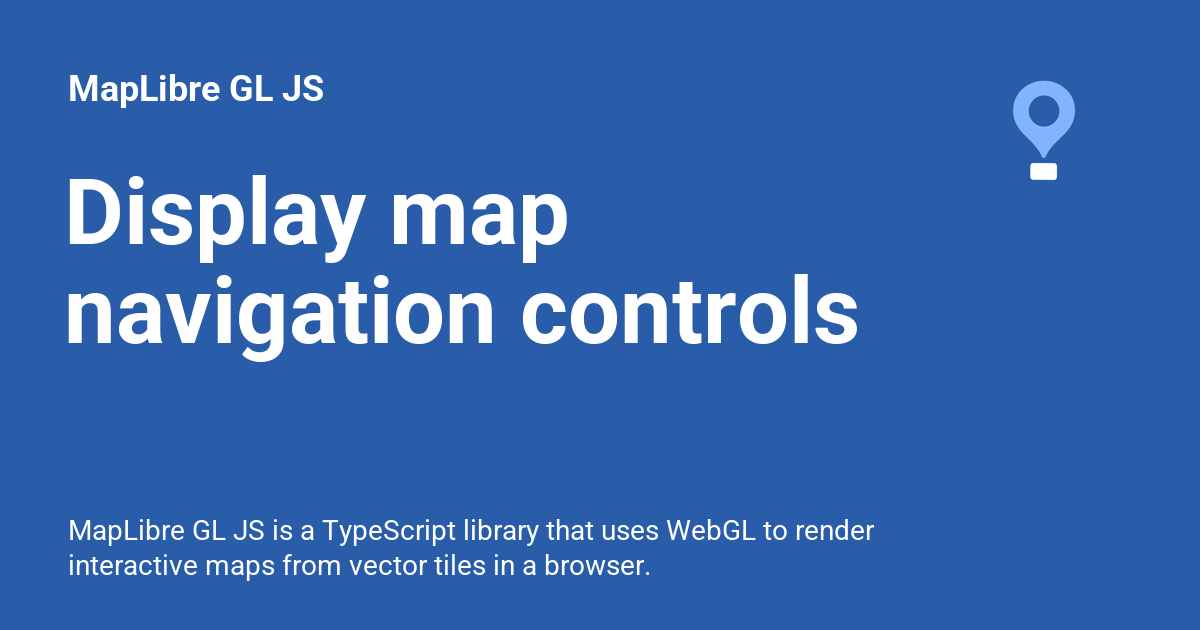 MapLibre GL JS
Display map
navigation controls
MapLibre GL JS is a TypeScript library that uses WebGL to render
interactive maps from vector tiles in a browser.